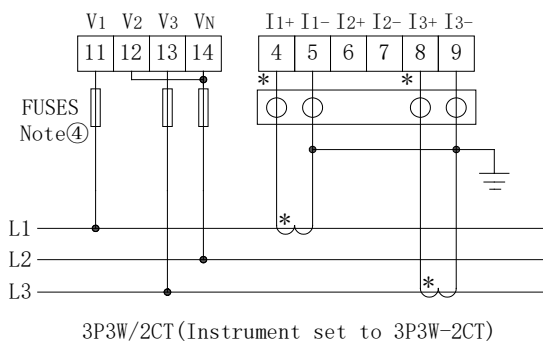 V1 V2 V3 VN I1+ I1- I2+ I2- I3+ I3-
11 12 13 14 4 5 6 7 8 9
* *
FUSES
Note④
*
L1
L2
L3 *
3P3W/2CT(Instrument set to 3P3W-2CT)